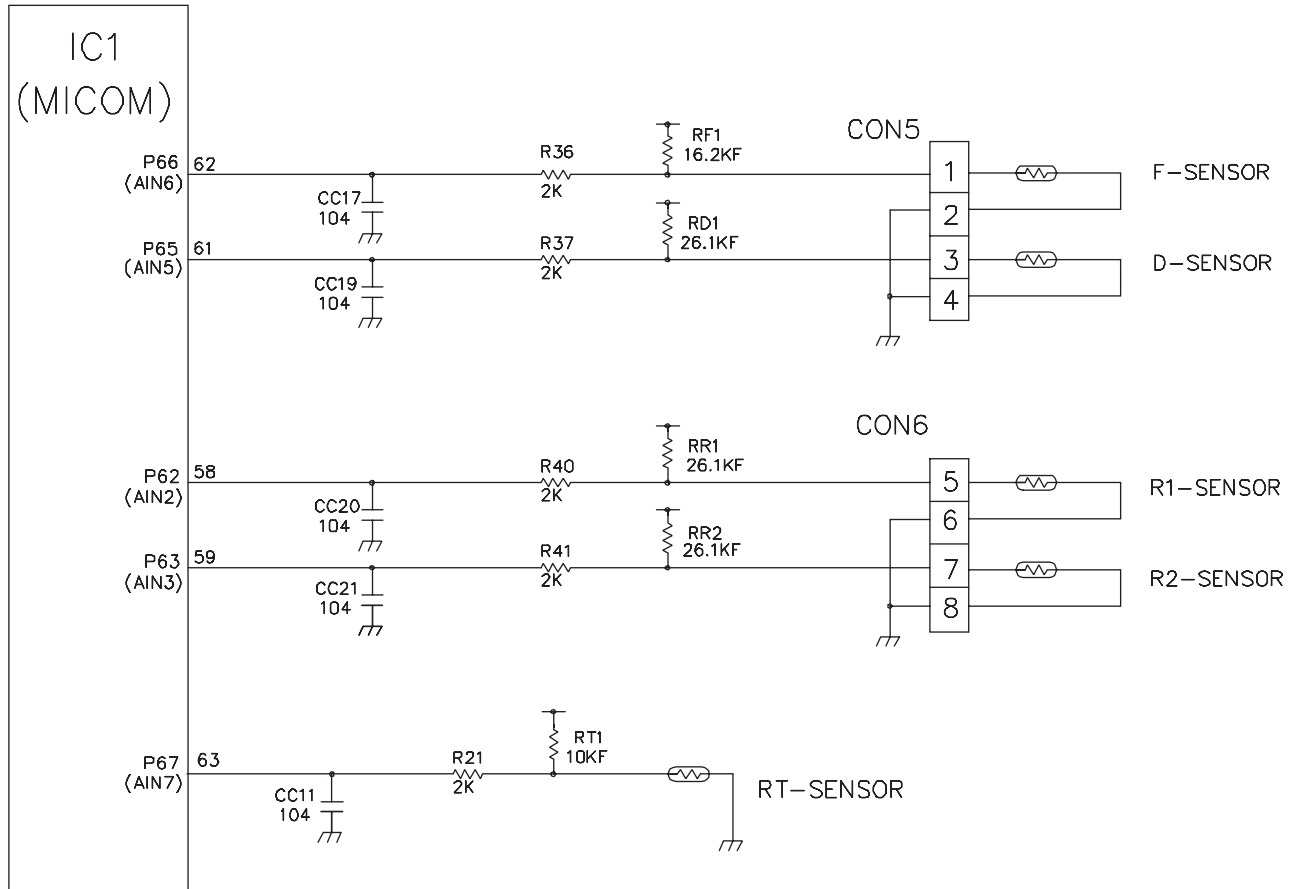 IC1
(MICOM)
P66
(AIN6)
62
CC17
104
R36
2K
RF1
16.2KF
CON5
1
F-SENSOR
2
P65
(AIN5)
61
CC19
104
R37
2K
RD1
26.1KF
3
D-SENSOR
4
P62
(AIN2)
58
CC20
104
R40
2K
RR1
26.1KF
CON6
5
R1-SENSOR
6
P63
(AIN3)
59
CC21
104
R41
2K
RR2
26.1KF
7
R2-SENSOR
8
P67
(AIN7)
63
CC11
104
R21
2K
RT1
10KF
RT-SENSOR